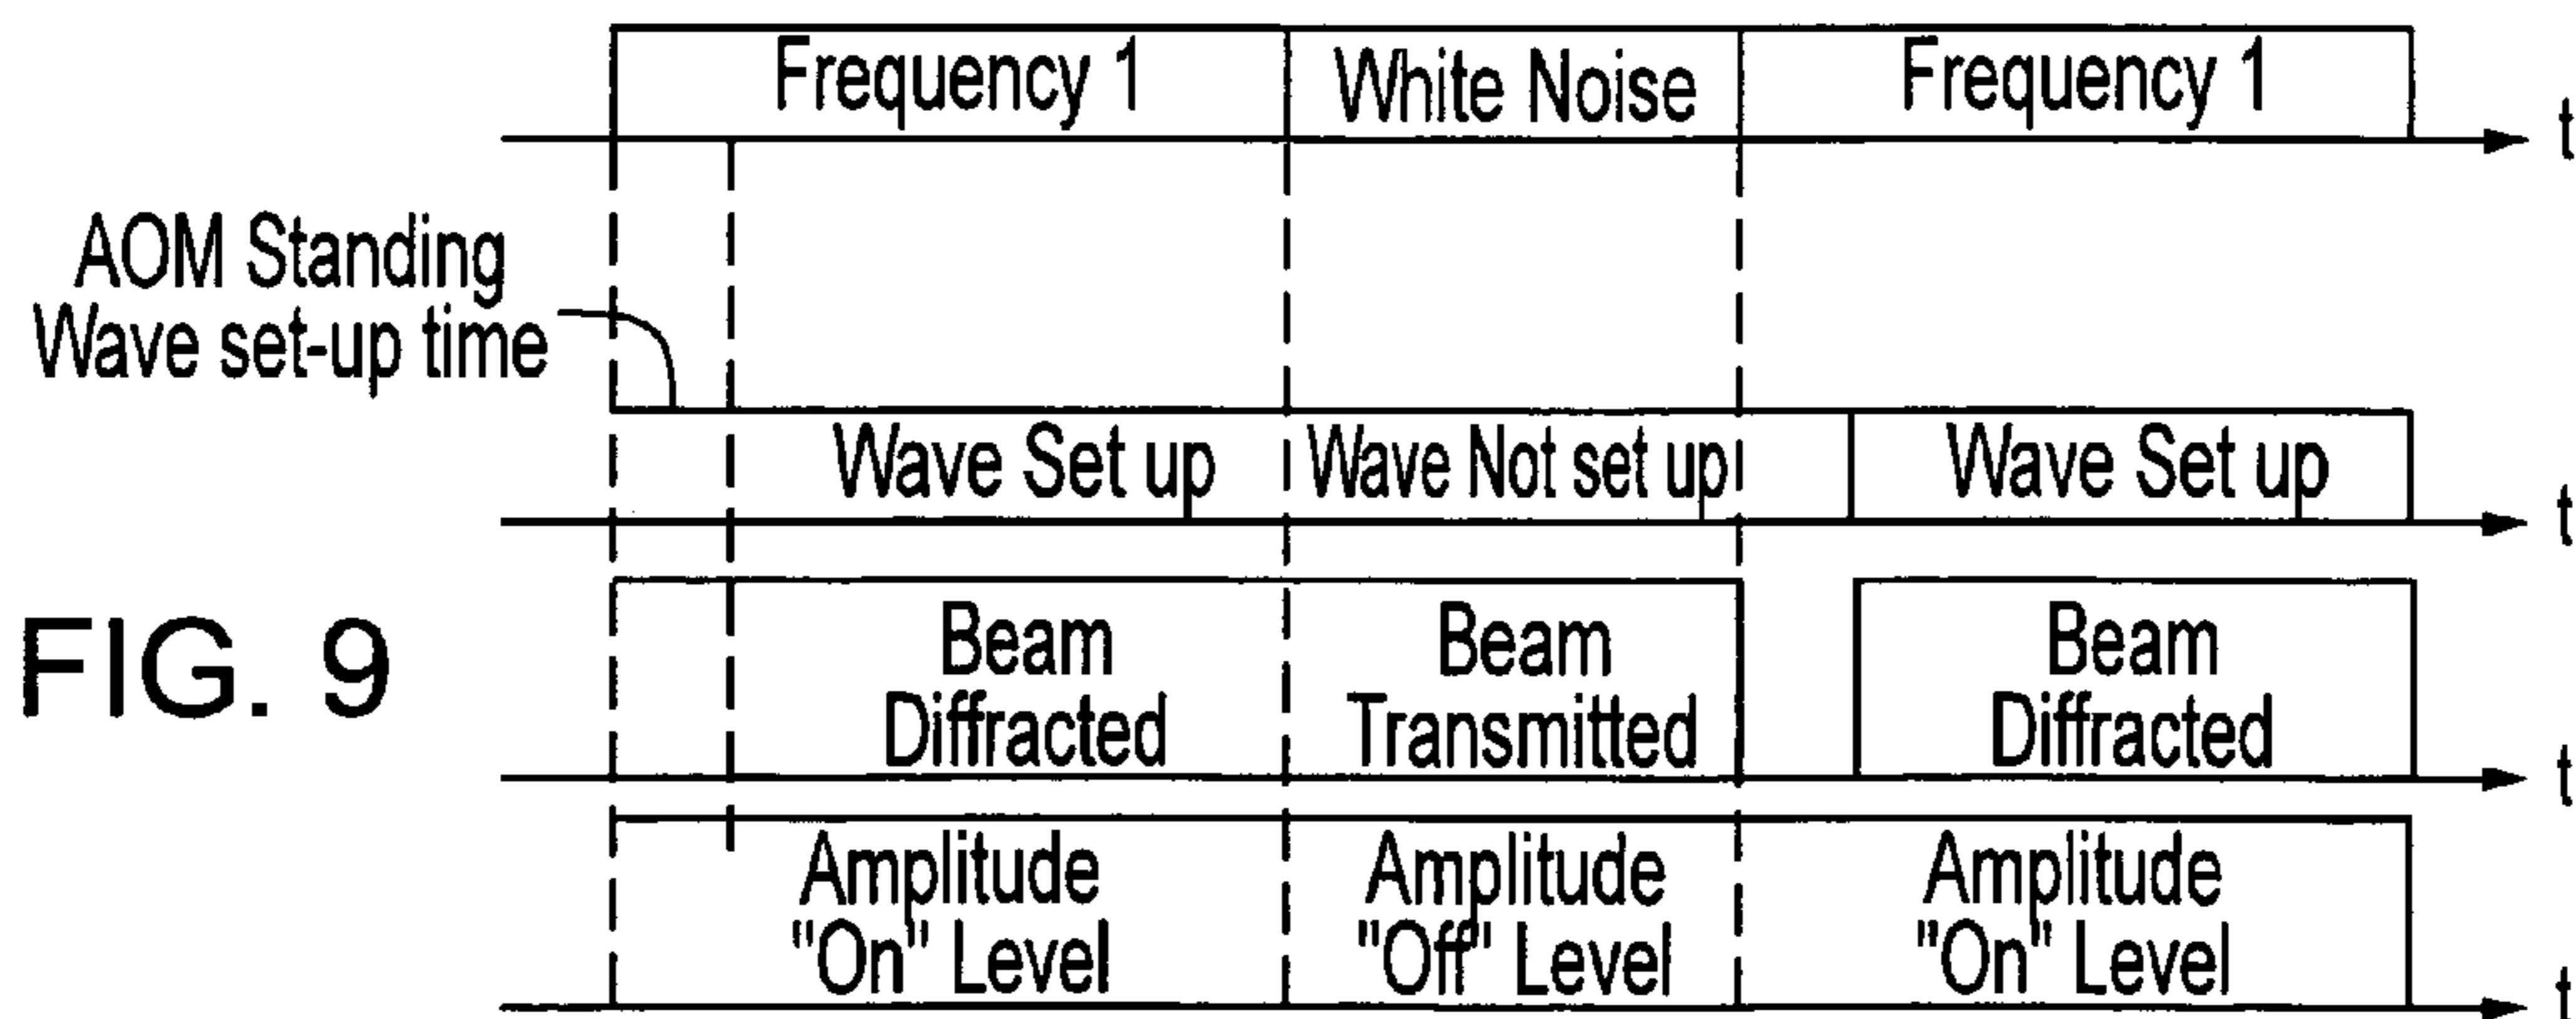 Frequency 1
White Noise
Frequency 1
t
AOM Standing
Wave set-up time
Wave Set up
Wave Not set up
Wave Set up
t
FIG. 9
Beam
Diffracted
Beam
Transmitted
Beam
Diffracted
t
Amplitude
"On" Level
Amplitude
"Off" Level
Amplitude
"On" Level
t